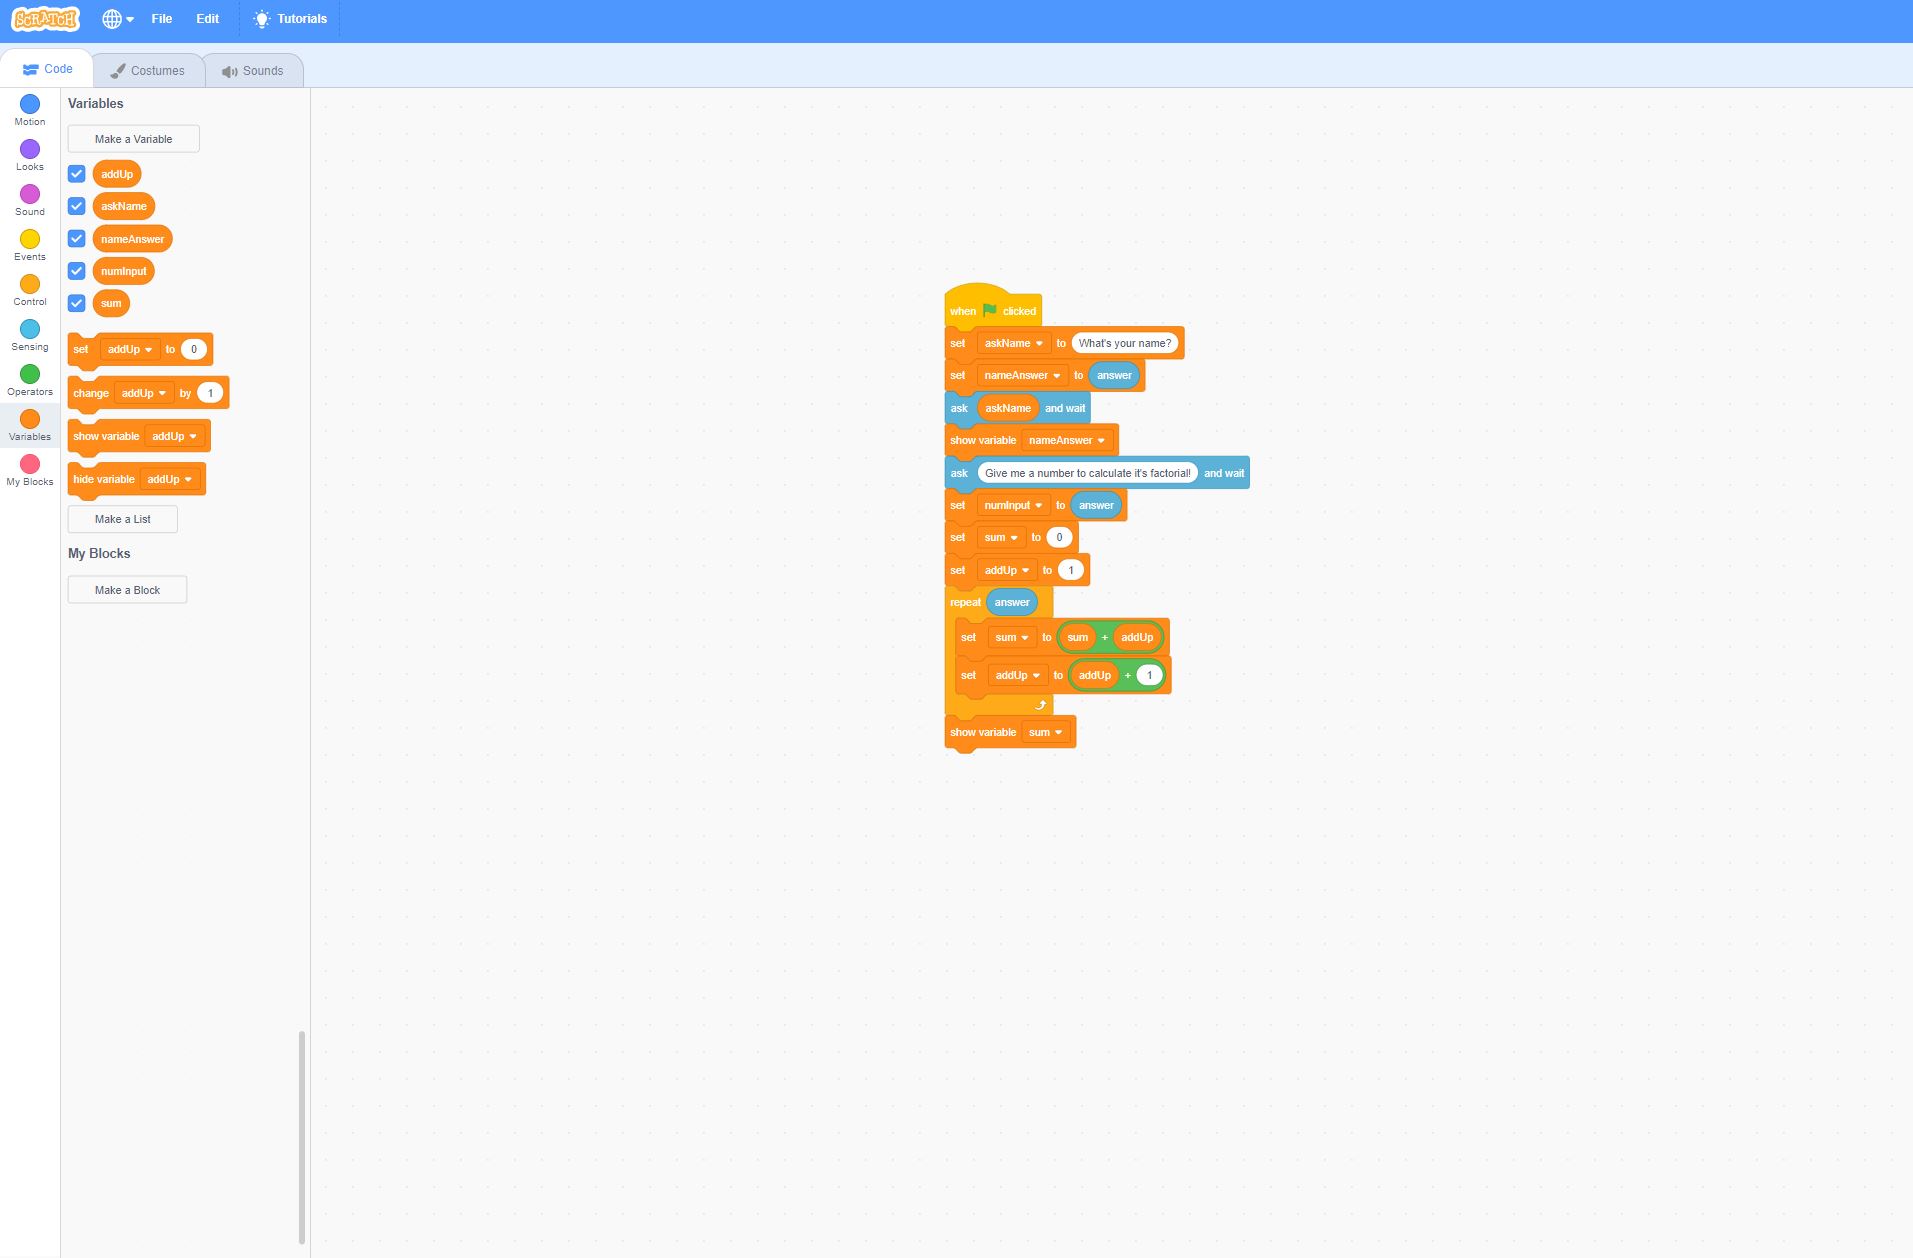 SCRATCH File Edit Tutorials
Code Costumes Sounds
Motion
Looks
Sound
Events
Control
Sensing
Operators
Variables
My Blocks
Variables
Make a Variable
addUp
askName
nameAnswer
numInput
sum
set addUp to 0
change addUp by 1
show variable addUp
hide variable addUp
Make a List
My Blocks
Make a Block
when clicked
set askName to What's your name?
set nameAnswer to answer
ask askName and wait
show variable nameAnswer
ask Give me a number to calculate it's factorial! and wait
set numInput to answer
set sum to 0
set addUp to 1
repeat answer
set sum to sum + addUp
set addUp to addUp + 1
show variable sum